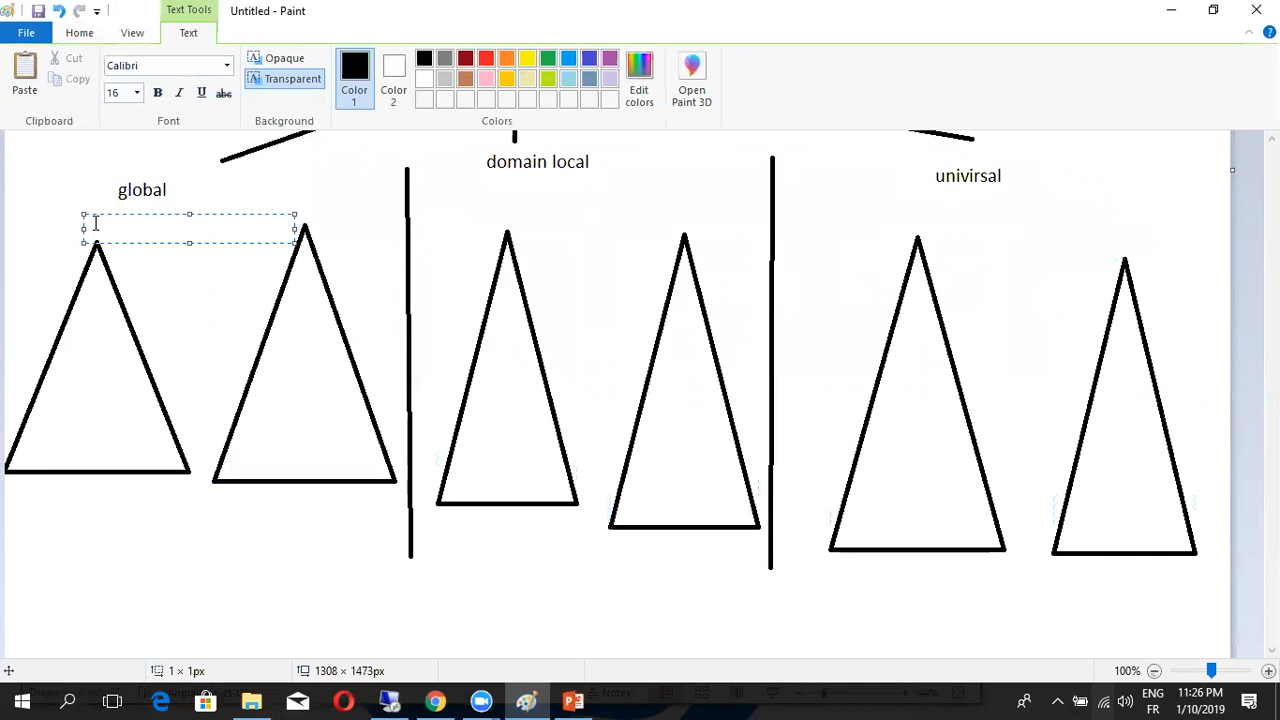 Text Tools
Untitled - Paint
File
Home
View
Text
Paste
Cut
Copy
Clipboard
Calibri
16
B I U abc
Font
Opaque
Transparent
Background
Color 1
Color 2
Edit colors
Open Paint 3D
Colors
global
domain local
univirsal
1 × 1px
1308 × 1473px
100%
Notes
ENG
FR
11:26 PM
1/10/2019